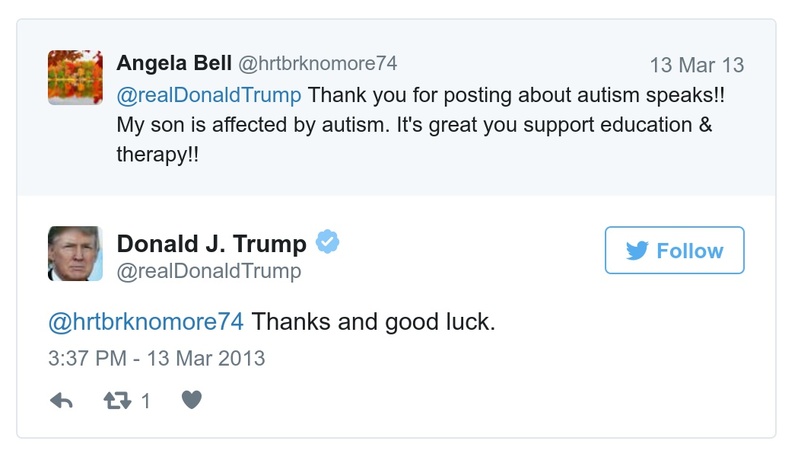 Angela Bell @hrtbrknomore74 13 Mar 13
@realDonaldTrump Thank you for posting about autism speaks!!
My son is affected by autism. It's great you support education &
therapy!!
Donald J. Trump
@realDonaldTrump
Follow
@hrtbrknomore74 Thanks and good luck.
3:37 PM - 13 Mar 2013
1